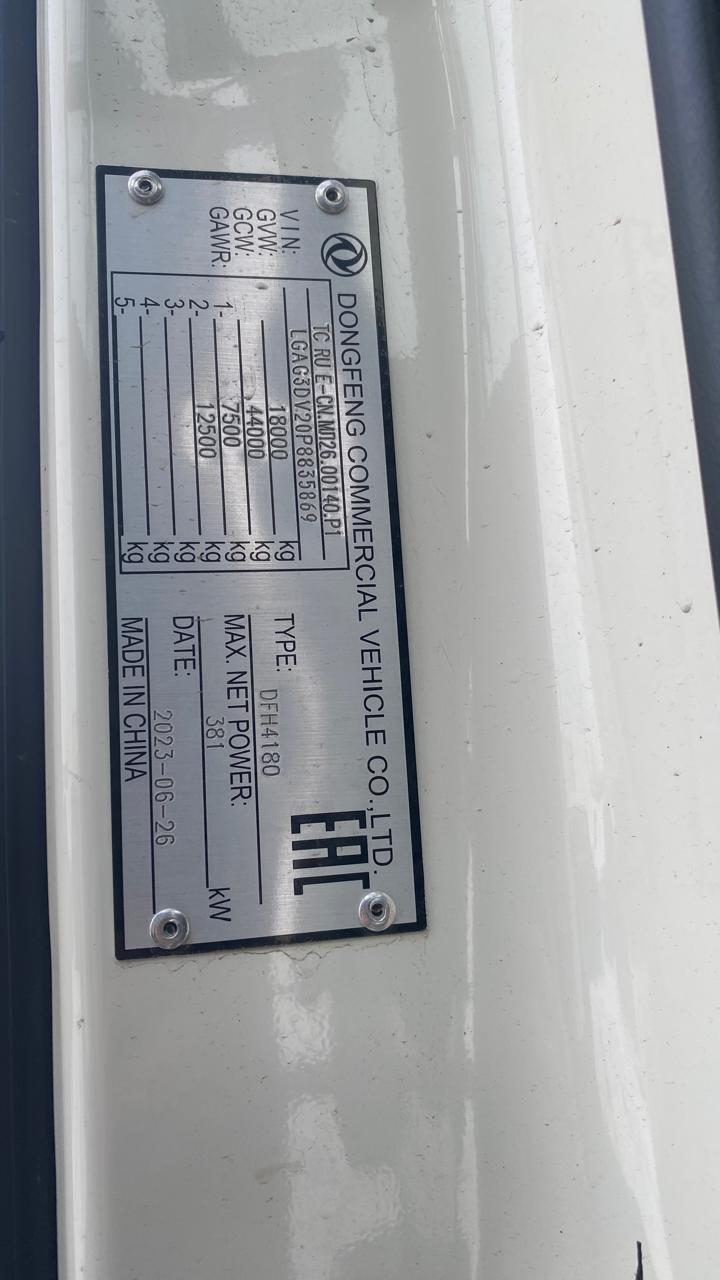 DONGFENG COMMERCIAL VEHICLE CO.,LTD.
TC RU E-CN.MT26.00140.P1
VIN: LGAG3DV20P8835869
GVW: 18000 kg
GCW: 44000 kg
GAWR: 1- 7500 kg
2- 12500 kg
3- kg
4- kg
5- kg
EAC
TYPE: DFH4180
MAX. NET POWER:
381 kW
DATE: 2023-06-26
MADE IN CHINA